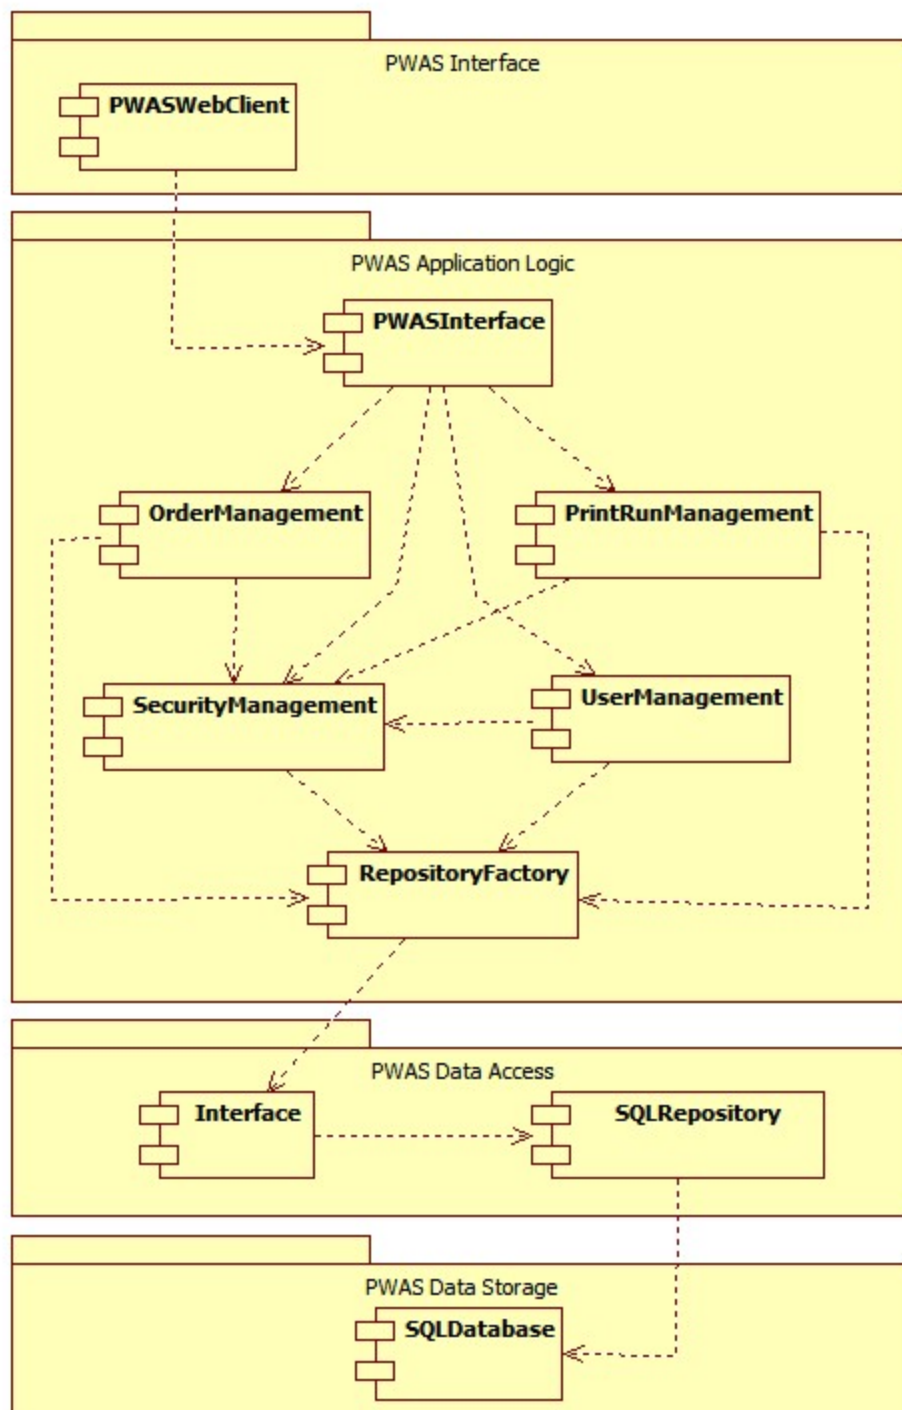 PWAS Interface
PWASWebClient
PWAS Application Logic
PWASInterface
OrderManagement
PrintRunManagement
SecurityManagement
UserManagement
RepositoryFactory
PWAS Data Access
Interface
SQLRepository
PWAS Data Storage
SQLDatabase